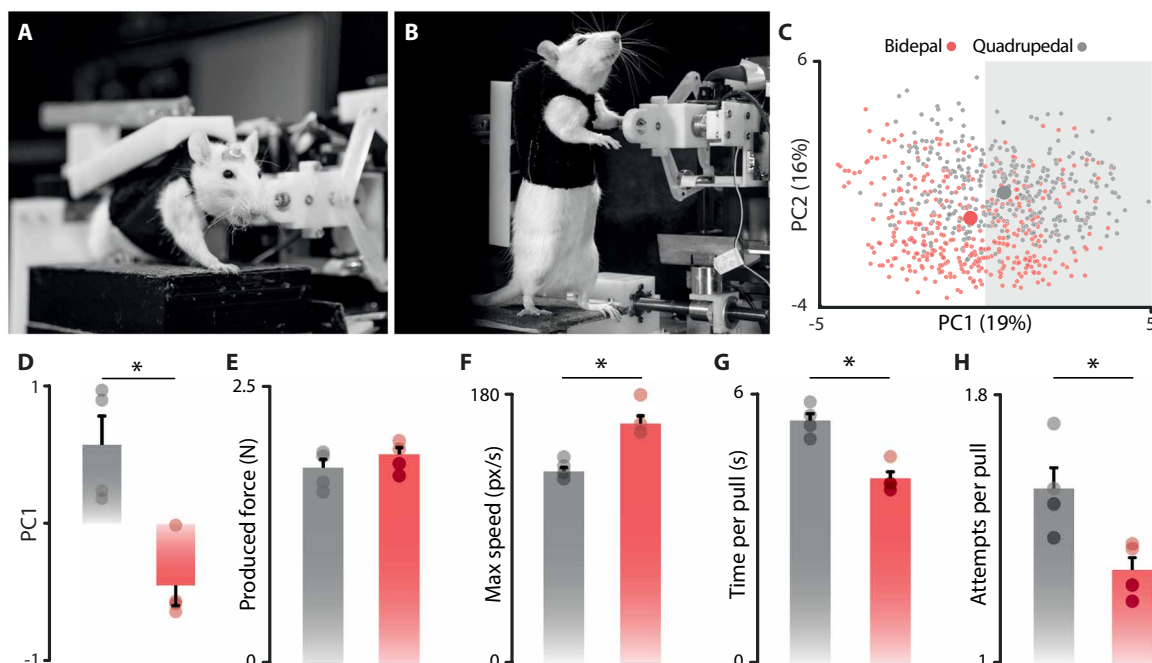 A
B
C
Bidepal
Quadrupedal
6
PC2 (16%)
-4
-5
PC1 (19%)
5
D
*
1
PC1
-1
E
2.5
Produced force (N)
0
F
*
180
Max speed (px/s)
0
G
*
6
Time per pull (s)
0
H
*
1.8
Attempts per pull
1